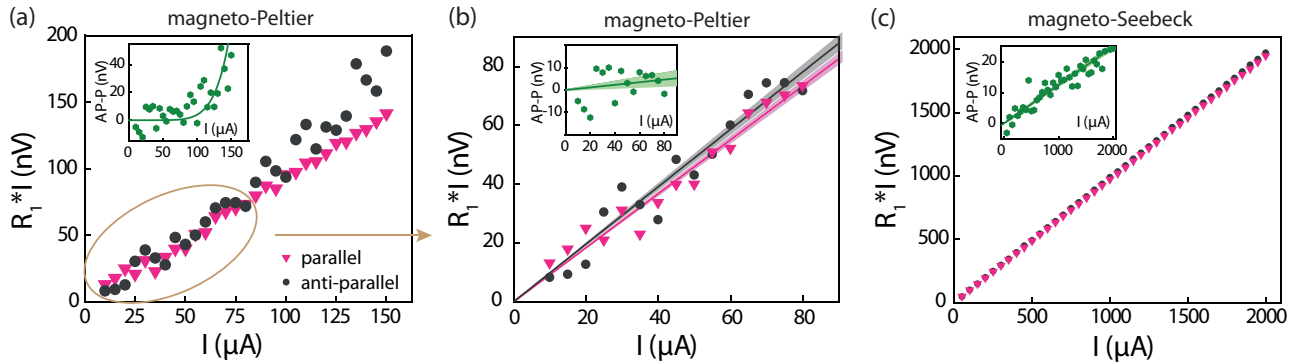 (a)
magneto-Peltier
R₁*I (nV)
200
150
100
50
0
0
25
50
75
100
125
150
I (µA)
AP-P (nV)
40
20
0
0
50
100
150
I (µA)
parallel
anti-parallel
(b)
magneto-Peltier
R₁*I (nV)
80
60
40
20
0
0
20
40
60
80
I (µA)
AP-P (nV)
10
0
-10
0
20
40
60
80
I (µA)
(c)
magneto-Seebeck
R₁*I (nV)
2000
1500
1000
500
0
0
500
1000
1500
2000
I (µA)
AP-P (nV)
20
10
0
0
1000
2000
I (µA)